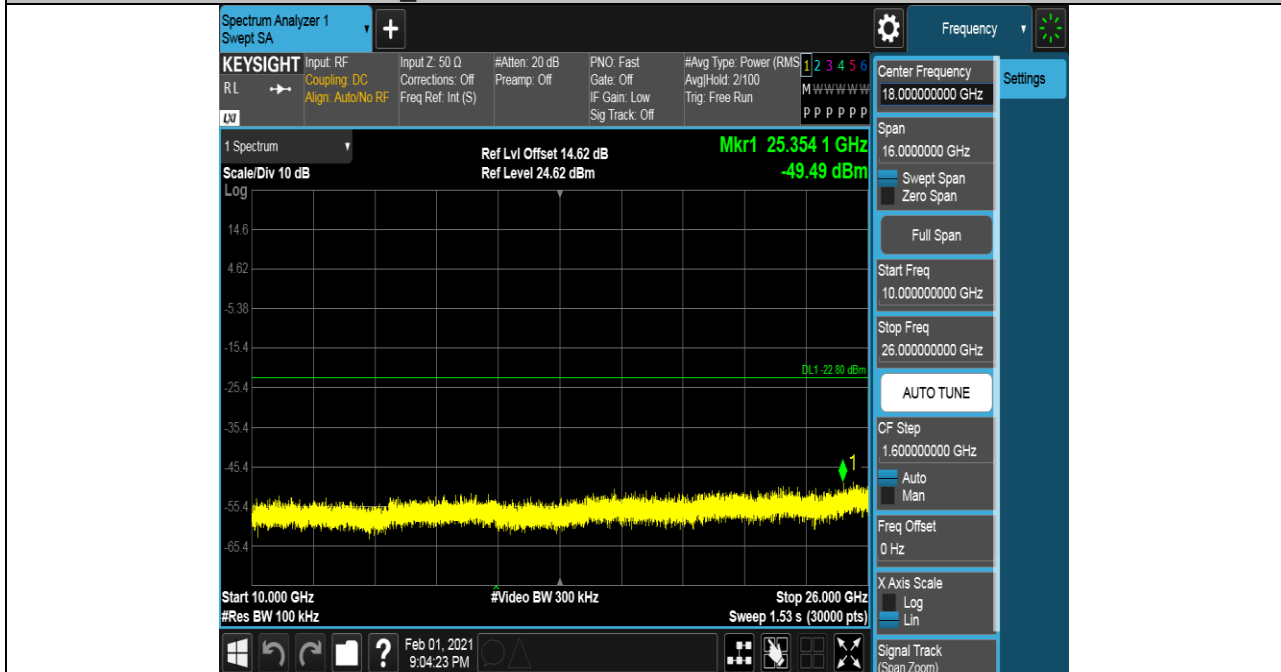 Spectrum Analyzer 1
Swept SA
+
Frequency
KEYSIGHT
RL
LXI
Input: RF
Coupling: DC
Align: Auto/No RF
Input Z: 50 Ω
Corrections: Off
Freq Ref: Int (S)
#Atten: 20 dB
Preamp: Off
PNO: Fast
Gate: Off
IF Gain: Low
Sig Track: Off
#Avg Type: Power (RMS
Avg|Hold: 2/100
Trig: Free Run
1 2 3 4 5 6
M W W W W W
P P P P P P
1 Spectrum
Scale/Div 10 dB
Log
Ref Lvl Offset 14.62 dB
Ref Level 24.62 dBm
Mkr1 25.354 1 GHz
-49.49 dBm
14.6
4.62
-5.38
-15.4
DL1 -22.80 dBm
-25.4
-35.4
-45.4
1
-55.4
-65.4
Start 10.000 GHz
#Res BW 100 kHz
#Video BW 300 kHz
Stop 26.000 GHz
Sweep 1.53 s (30000 pts)
?
Feb 01, 2021
9:04:23 PM
Center Frequency
18.000000000 GHz
Settings
Span
16.0000000 GHz
Swept Span
Zero Span
Full Span
Start Freq
10.000000000 GHz
Stop Freq
26.000000000 GHz
AUTO TUNE
CF Step
1.600000000 GHz
Auto
Man
Freq Offset
0 Hz
X Axis Scale
Log
Lin
Signal Track
(Span Zoom)